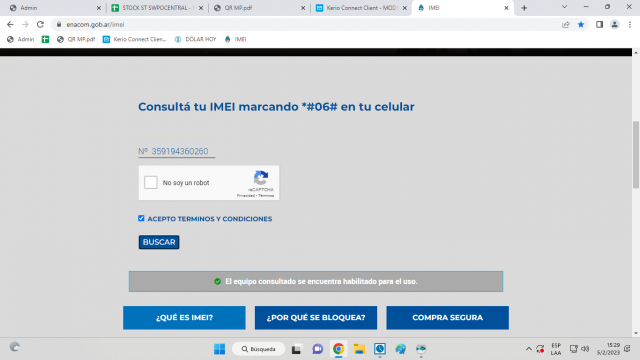 Admin
STOCK ST SWPOCENTRAL -
QR MP.pdf
Kerio Connect Client - MOD
IMEI
enacom.gob.ar/imei
Admin
QR MP.pdf
Kerio Connect Clien...
DOLAR HOY
IMEI
Consultá tu IMEI marcando *#06# en tu celular
Nº 359194360260
No soy un robot
reCAPTCHA
Privacidad - Términos
ACEPTO TERMINOS Y CONDICIONES
BUSCAR
El equipo consultado se encuentra habilitado para el uso.
¿QUÉ ES IMEI?
¿POR QUÉ SE BLOQUEA?
COMPRA SEGURA
Búsqueda
ESP
LAA
15:29
5/2/2023